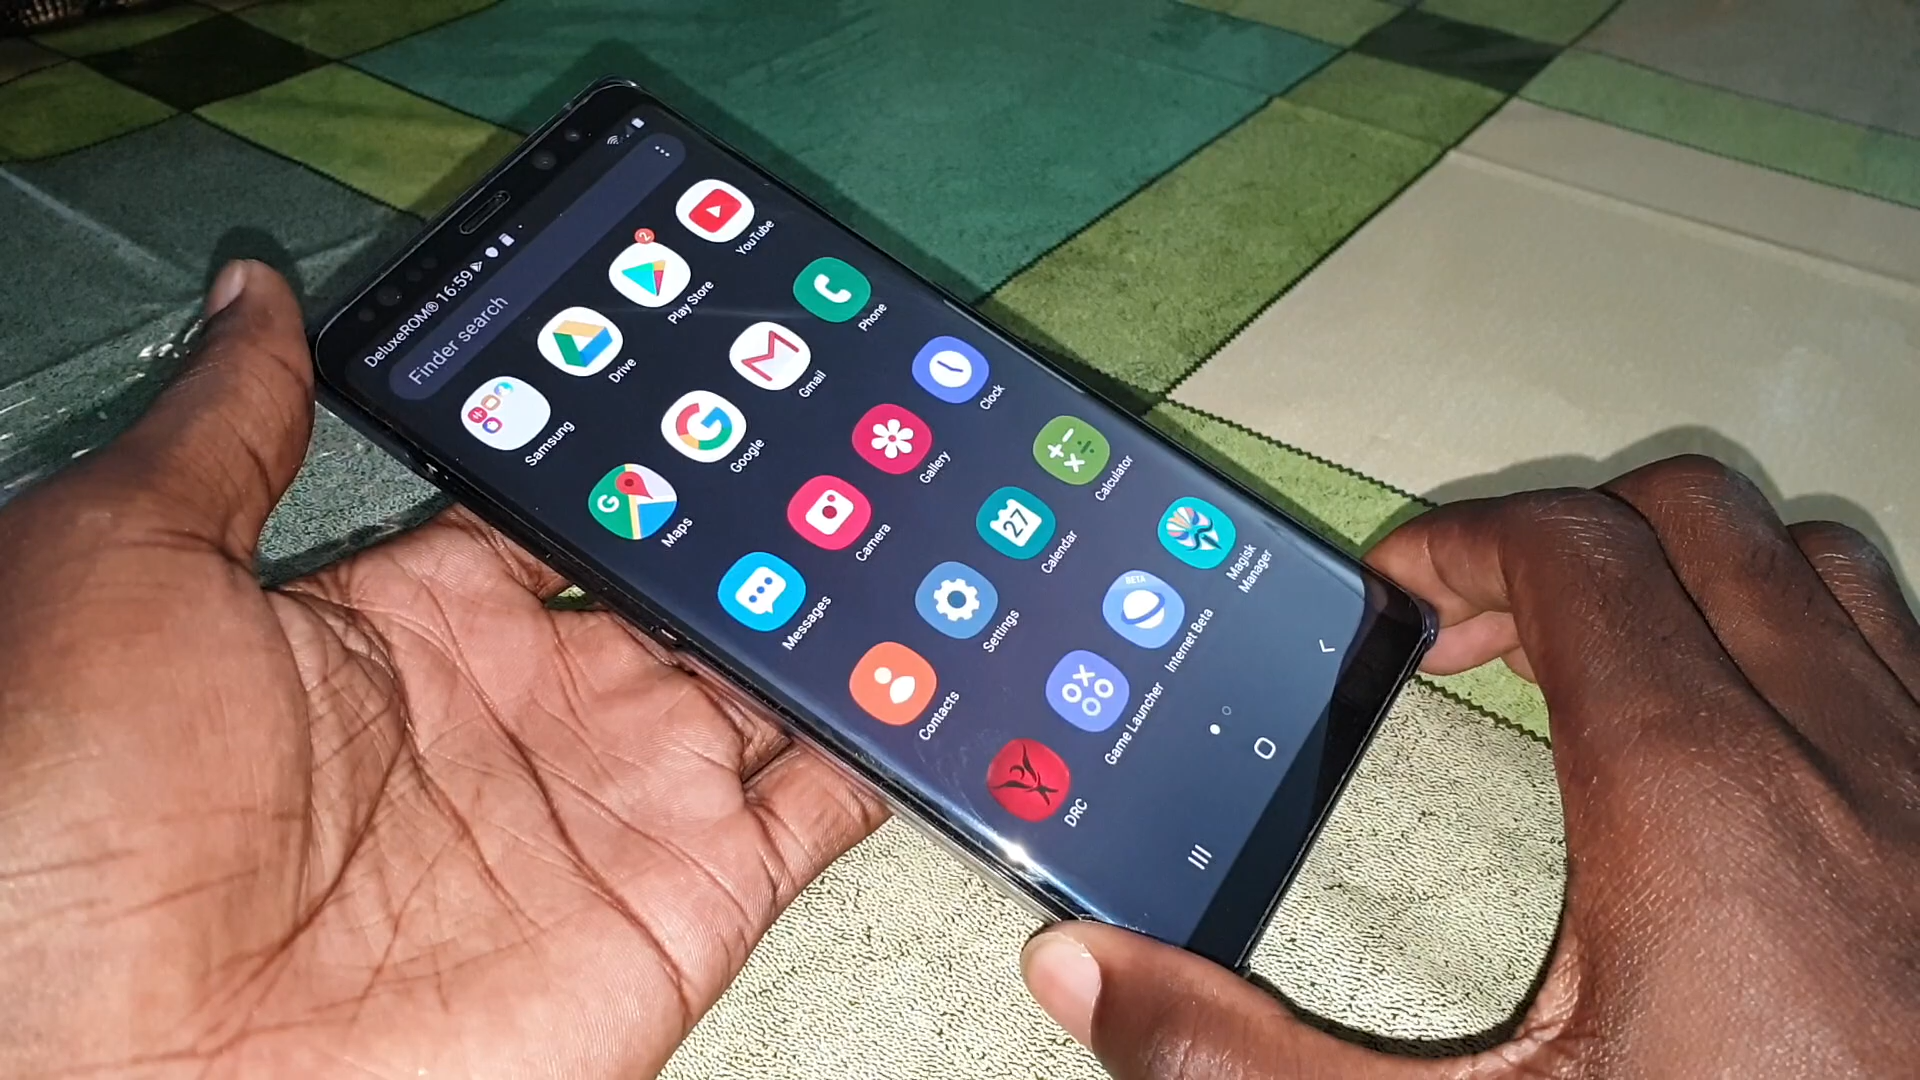 DeluxeROM® 16:59
Finder search
Samsung
Drive
2
Play Store
YouTube
G
Maps
G
Google
M
Gmail
Phone
Messages
Camera
Gallery
Clock
Contacts
Settings
27
Calendar
Calculator
DRC
Game Launcher
BETA
Internet Beta
Magisk
Manager